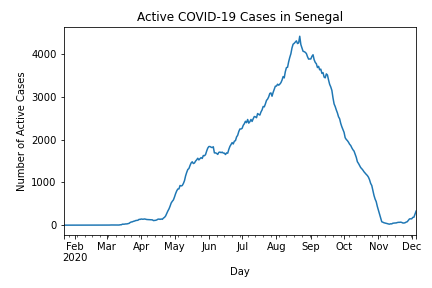 Active COVID-19 Cases in Senegal
Number of Active Cases
4000
3000
2000
1000
0
Feb Mar Apr May Jun Jul Aug Sep Oct Nov Dec
2020
Day